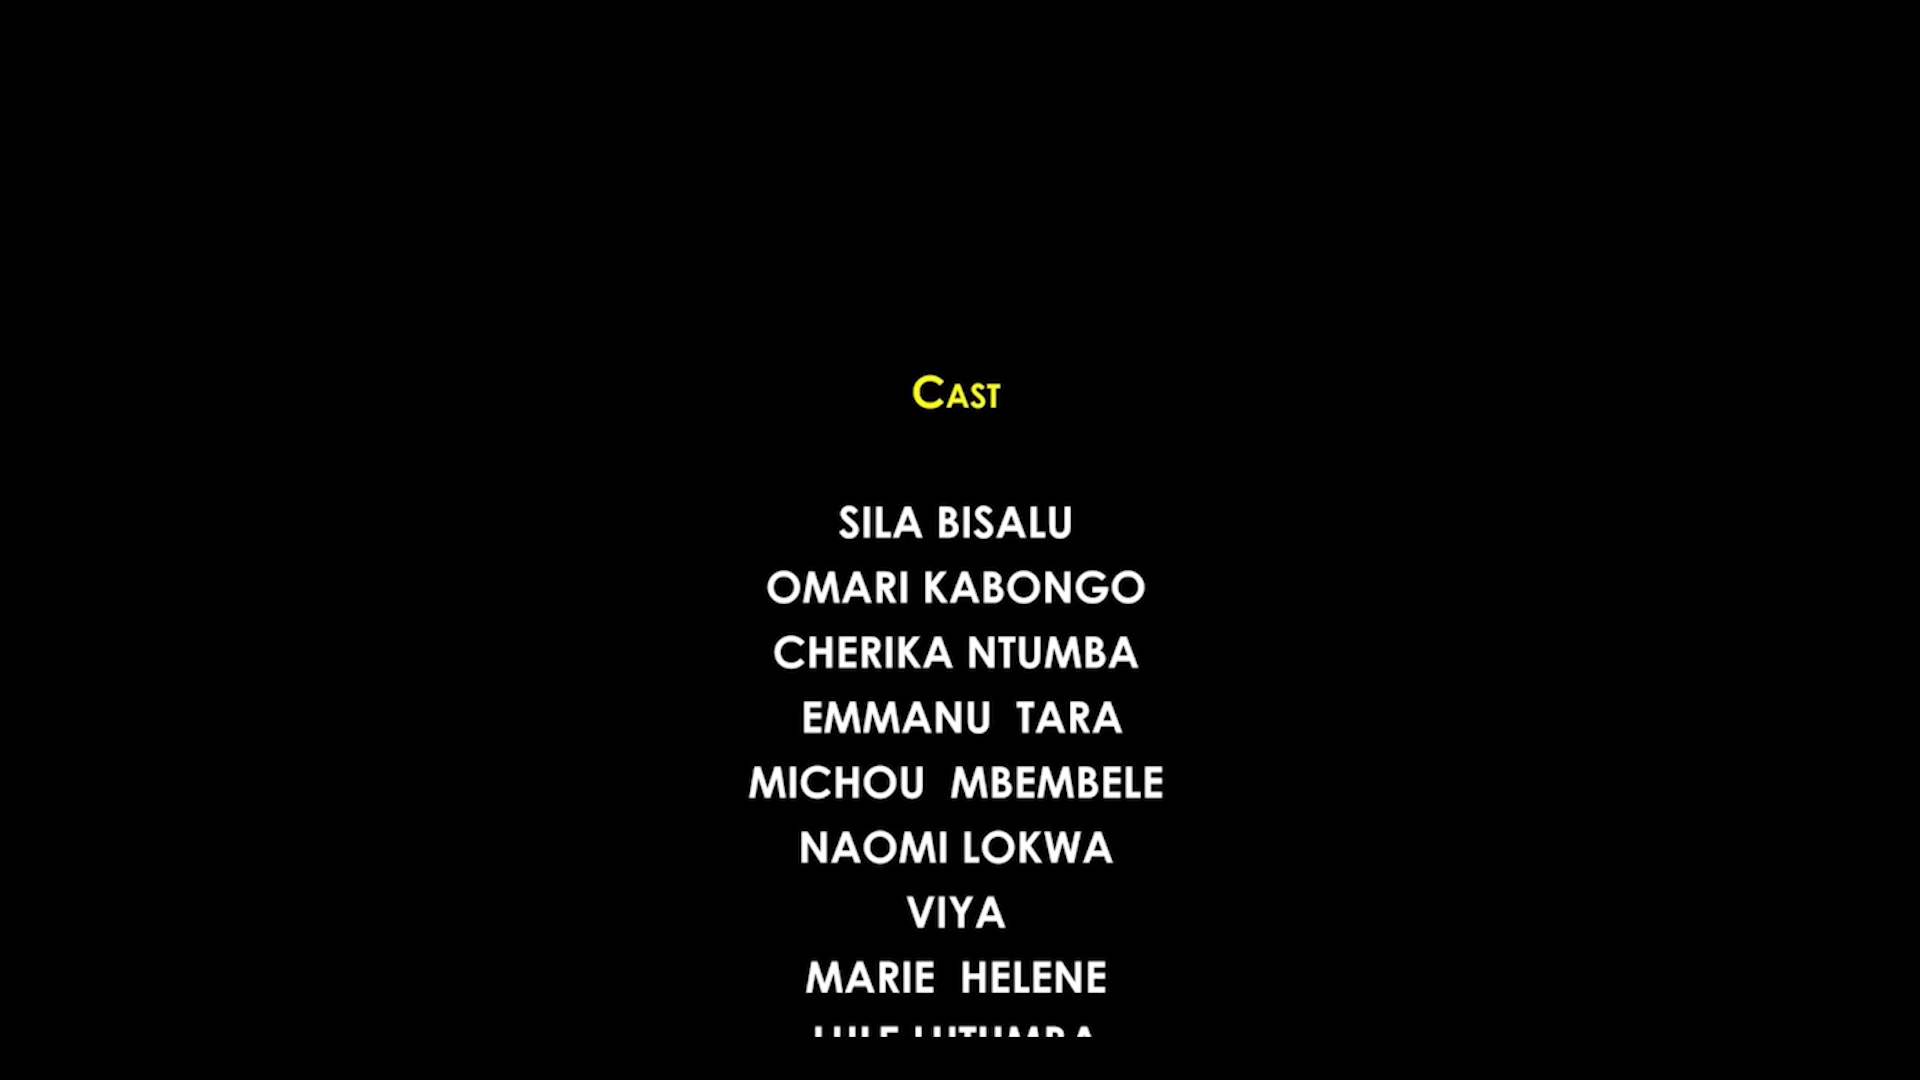 Cast
SILA BISALU
OMARI KABONGO
CHERIKA NTUMBA
EMMANU  TARA
MICHOU  MBEMBELE
NAOMI LOKWA
VIYA
MARIE  HELENE